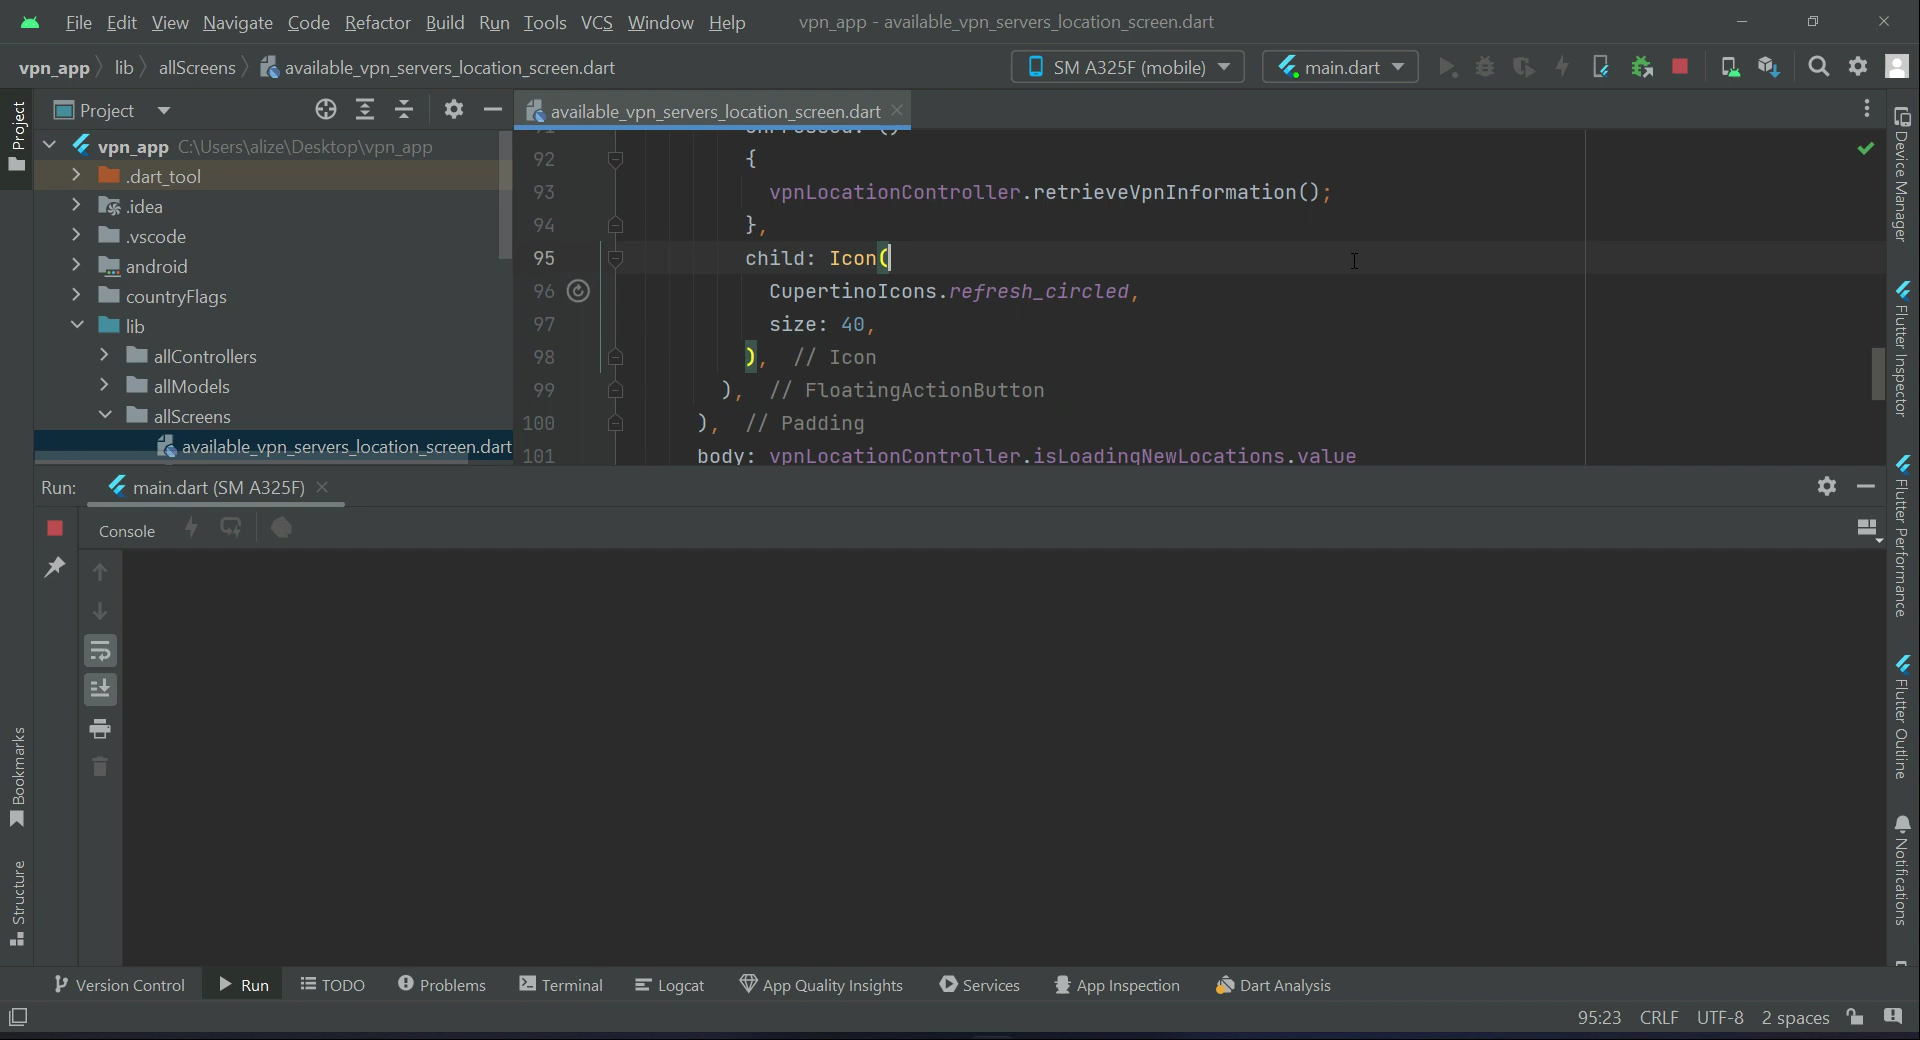 File Edit View Navigate Code Refactor Build Run Tools VCS Window Help vpn_app - available_vpn_servers_location_screen.dart
vpn_app lib allScreens available_vpn_servers_location_screen.dart SM A325F (mobile) main.dart
Project
Project
available_vpn_servers_location_screen.dart
vpn_app C:\Users\alize\Desktop\vpn_app
.dart_tool
.idea
.vscode
android
countryFlags
lib
allControllers
allModels
allScreens
available_vpn_servers_location_screen.dart
91 onPressed: ()
92 {
93 vpnLocationController.retrieveVpnInformation();
94 },
95 child: Icon(
96 CupertinoIcons.refresh_circled,
97 size: 40,
98 ), // Icon
99 ), // FloatingActionButton
100 ), // Padding
101 body: vpnLocationController.isLoadingNewLocations.value
Device Manager
Flutter Inspector
Flutter Performance
Flutter Outline
Notifications
Run: main.dart (SM A325F)
Console
Bookmarks
Structure
Version Control Run TODO Problems Terminal Logcat App Quality Insights Services App Inspection Dart Analysis
95:23 CRLF UTF-8 2 spaces